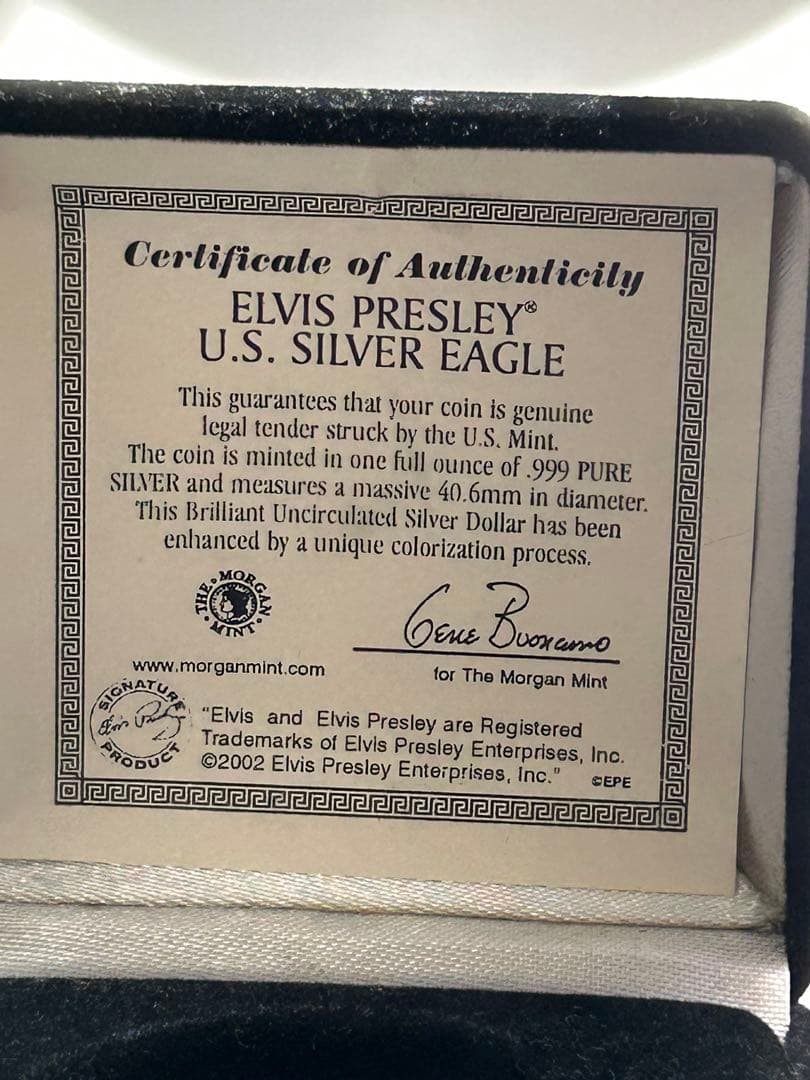 Certificate of Authenticity
ELVIS PRESLEY®
U.S. SILVER EAGLE
This guarantees that your coin is genuine
legal tender struck by the U.S. Mint.
The coin is minted in one full ounce of .999 PURE
SILVER and measures a massive 40.6mm in diameter.
This Brilliant Uncirculated Silver Dollar has been
enhanced by a unique colorization process.
THE MORGAN MINT
Gene Buonanno
www.morganmint.com
for The Morgan Mint
SIGNATURE
Elvis Presley
PRODUCT
"Elvis and Elvis Presley are Registered
Trademarks of Elvis Presley Enterprises, Inc.
©2002 Elvis Presley Enterprises, Inc."
©EPE